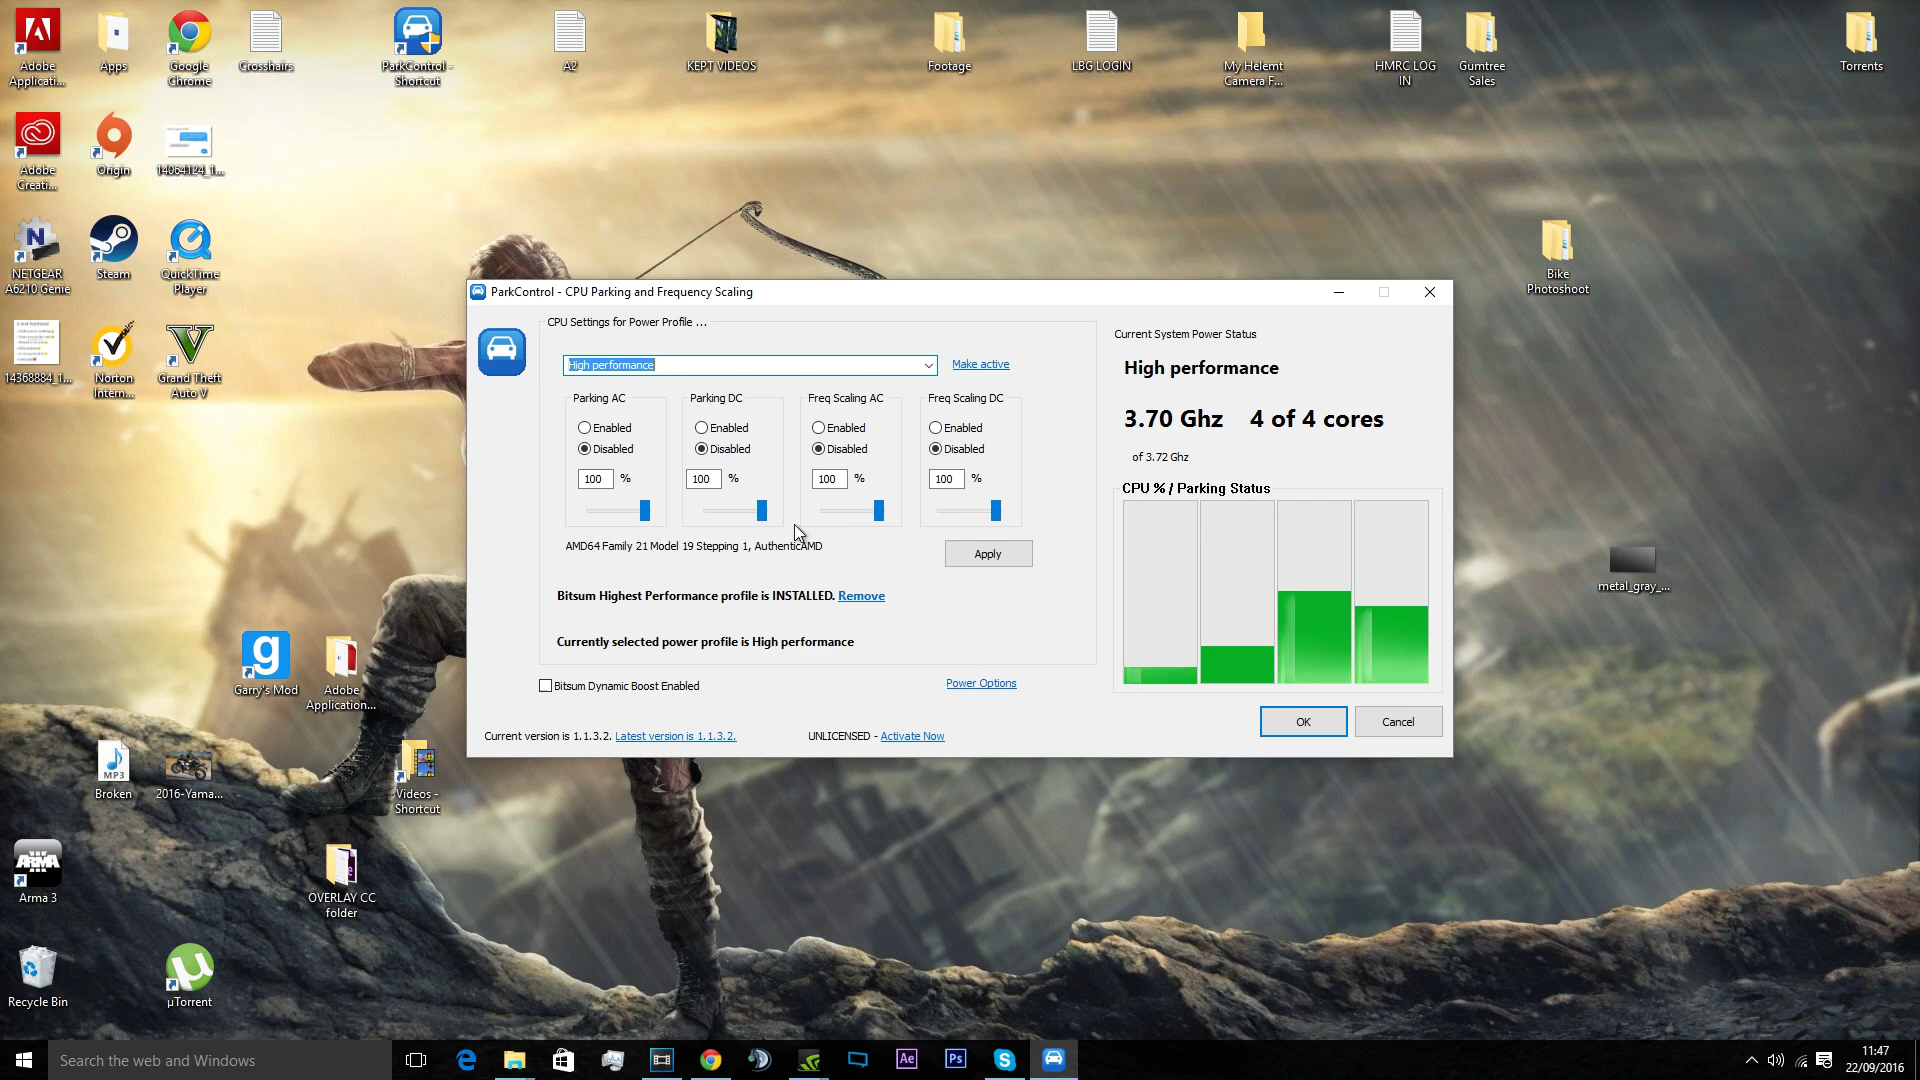 Adobe
Applicati...
Apps
Google
Chrome
Crosshairs
ParkControl -
Shortcut
A2
KEPT VIDEOS
Footage
LBG LOGIN
My Helemt
Camera F...
HMRC LOG
IN
Gumtree
Sales
Torrents
Adobe
Creati...
Origin
14064124_1...
NETGEAR
A6210 Genie
Steam
QuickTime
Player
Bike
Photoshoot
14368884_1...
Norton
Intern...
Grand Theft
Auto V
metal_gray_...
g
Garry's Mod
Adobe
Application...
MP3
Broken
2016-Yama...
Videos -
Shortcut
ARMA
Arma 3
OVERLAY CC
folder
Recycle Bin
µTorrent
ParkControl - CPU Parking and Frequency Scaling
CPU Settings for Power Profile ...
High performance
Make active
Parking AC
Enabled
Disabled
100 %
Parking DC
Enabled
Disabled
100 %
Freq Scaling AC
Enabled
Disabled
100 %
Freq Scaling DC
Enabled
Disabled
100 %
AMD64 Family 21 Model 19 Stepping 1, AuthenticAMD
Apply
Bitsum Highest Performance profile is INSTALLED. Remove
Currently selected power profile is High performance
Bitsum Dynamic Boost Enabled
Power Options
Current version is 1.1.3.2. Latest version is 1.1.3.2.
UNLICENSED - Activate Now
Current System Power Status
High performance
3.70 Ghz 4 of 4 cores
of 3.72 Ghz
CPU % / Parking Status
OK
Cancel
Search the web and Windows
Ae
Ps
11:47
22/09/2016